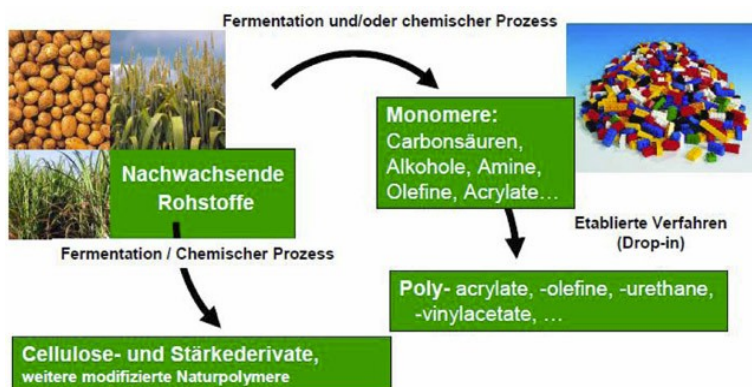 Fermentation und/oder chemischer Prozess
Monomere:
Carbonsäuren,
Alkohole, Amine,
Olefine, Acrylate…
Nachwachsende
Rohstoffe
Etablierte Verfahren
(Drop-in)
Fermentation / Chemischer Prozess
Poly- acrylate, -olefine, -urethane,
-vinylacetate, …
Cellulose- und Stärkederivate,
weitere modifizierte Naturpolymere